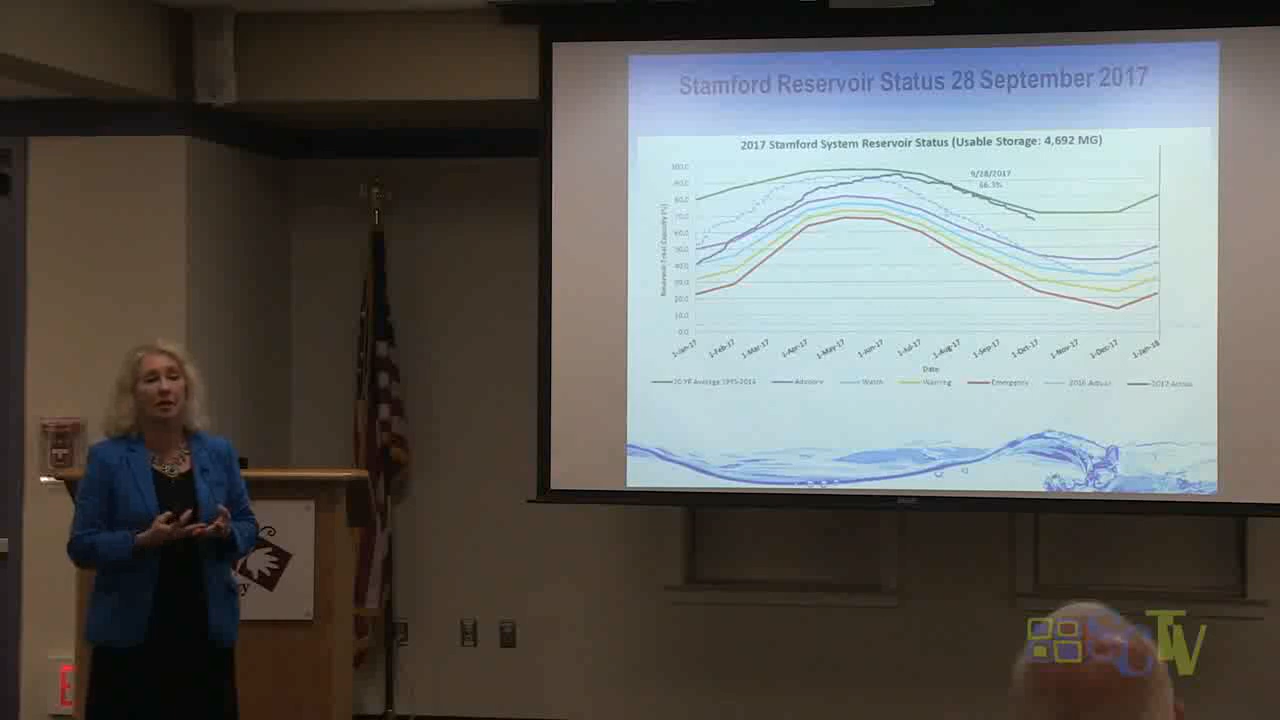 Stamford Reservoir Status 28 September 2017
2017 Stamford System Reservoir Status (Usable Storage: 4,692 MG)
9/28/2017
66.3%
Reservoir Total Capacity (%)
100.0
90.0
80.0
70.0
60.0
50.0
40.0
30.0
20.0
10.0
0.0
1-Jan-17 1-Feb-17 1-Mar-17 1-Apr-17 1-May-17 1-Jun-17 1-Jul-17 1-Aug-17 1-Sep-17 1-Oct-17 1-Nov-17 1-Dec-17 1-Jan-18
Date
Advisory Watch Warning Emergency 2016 Actual 2017 Actual
TV
E